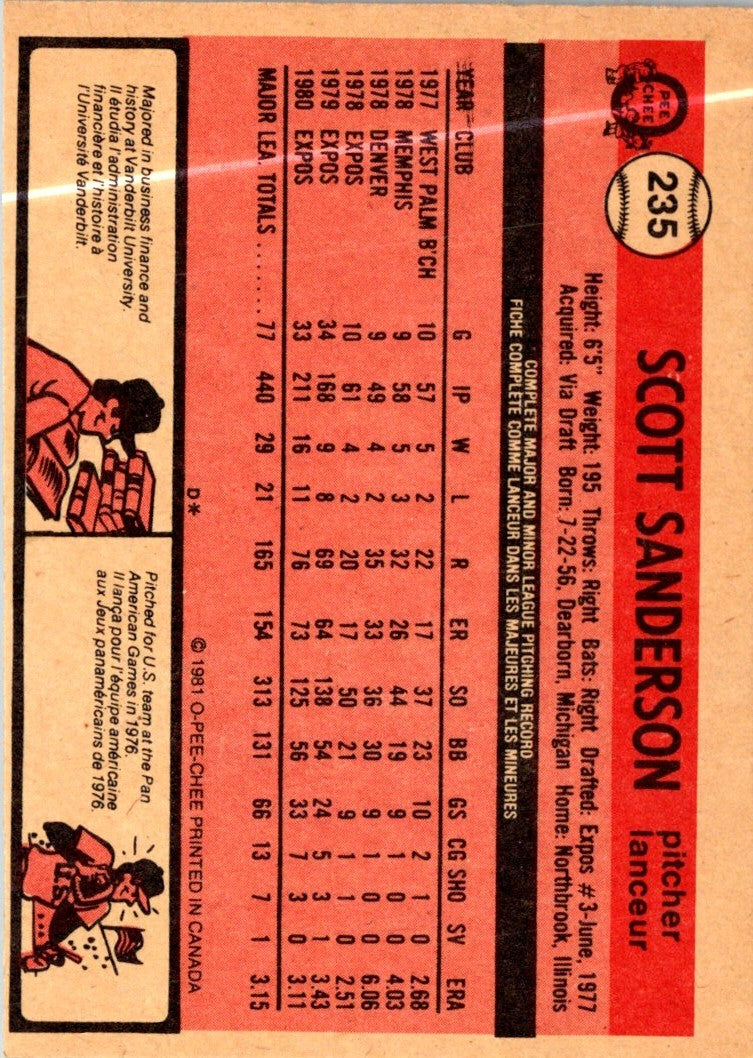 O
PEE
CHEE
235
SCOTT SANDERSON
pitcher
lanceur
Height: 6'5" Weight: 195 Throws: Right Bats: Right Drafted: Expos #3-June, 1977
Acquired: Via Draft Born: 7-22-56, Dearborn, Michigan Home: Northbrook, Illinois
COMPLETE MAJOR AND MINOR LEAGUE PITCHING RECORD
FICHE COMPLÈTE COMME LANCEUR DANS LES MAJEURES ET LES MINEURES
YEAR CLUB G IP W L R ER SO BB GS CG SHO SV ERA
1977 WEST PALM B'CH 10 57 5 2 22 17 37 23 10 2 1 0 2.68
1978 MEMPHIS 9 58 5 3 32 26 44 19 9 1 0 0 4.03
1978 DENVER 9 49 4 2 35 33 36 30 9 1 0 0 6.06
1978 EXPOS 10 61 4 2 20 17 50 21 9 1 1 0 2.51
1979 EXPOS 34 168 9 8 69 64 138 54 24 5 3 1 3.43
1980 EXPOS 33 211 16 11 76 73 125 56 33 7 3 0 3.11
MAJOR LEA. TOTALS ........ 77 440 29 21 165 154 313 131 66 13 7 1 3.15
D* © 1981 O-PEE-CHEE PRINTED IN CANADA
Majored in business finance and
history at Vanderbilt University.
Il étudia l'administration
financière et l'histoire à
l'Université Vanderbilt.
Pitched for U.S. team at the Pan
American Games in 1976.
Il lança pour l'équipe américaine
aux Jeux panaméricains de 1976.
U.S.